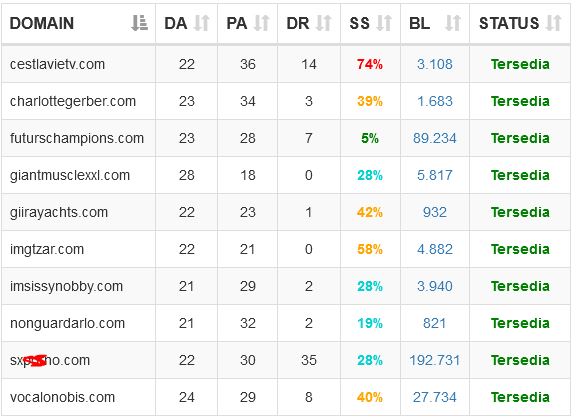 DOMAIN DA PA DR SS BL STATUS
cestlavietv.com 22 36 14 74% 3.108 Tersedia
charlottegerber.com 23 34 3 39% 1.683 Tersedia
futurschampions.com 23 28 7 5% 89.234 Tersedia
giantmusclexxl.com 28 18 0 28% 5.817 Tersedia
giirayachts.com 22 23 1 42% 932 Tersedia
imgtzar.com 22 21 0 58% 4.882 Tersedia
imsissynobby.com 21 29 2 28% 3.940 Tersedia
nonguardarlo.com 21 32 2 19% 821 Tersedia
22 30 35 28% 192.731 Tersedia
vocalonobis.com 24 29 8 40% 27.734 Tersedia